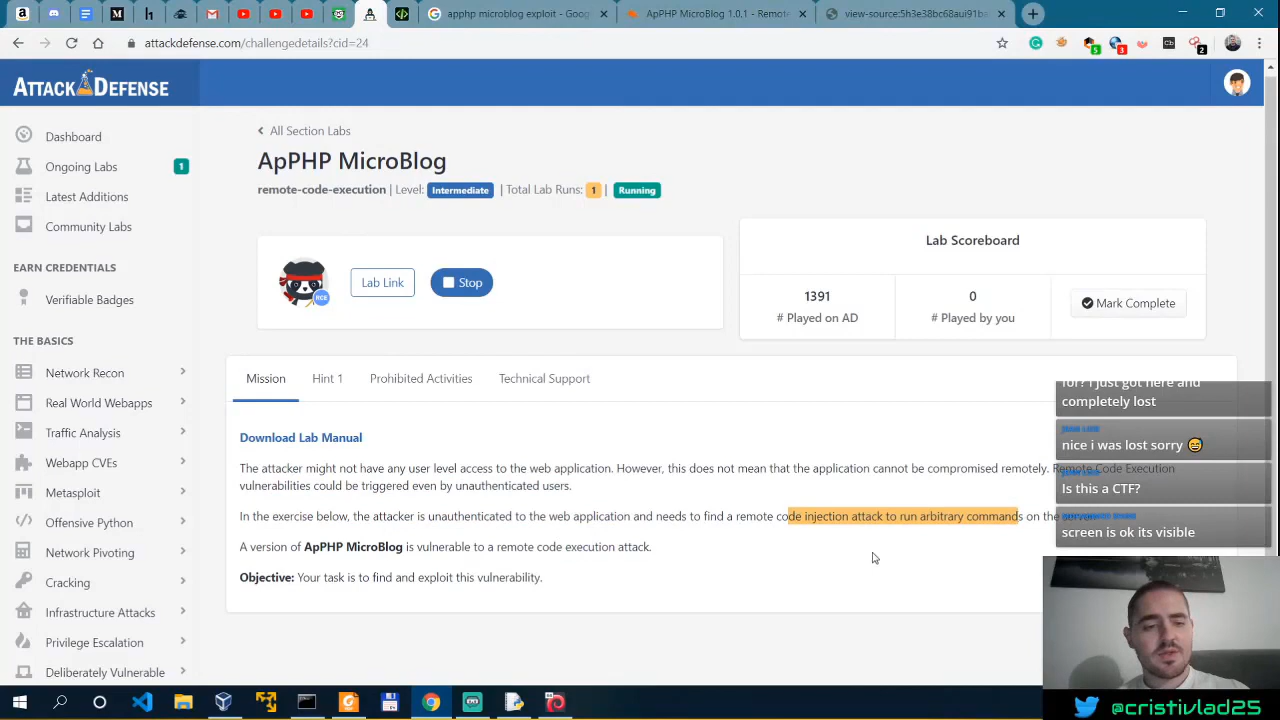 apphp microblog exploit - Goog
ApPHP MicroBlog 1.0.1 - Remote
view-source:5h3e38bc68aui91be
attackdefense.com/challengedetails?cid=24
5
3
Cb
2
ATTACK DEFENSE
Dashboard
Ongoing Labs 1
Latest Additions
Community Labs
EARN CREDENTIALS
Verifiable Badges
THE BASICS
Network Recon
Real World Webapps
Traffic Analysis
Webapp CVEs
Metasploit
Offensive Python
Network Pivoting
Cracking
Infrastructure Attacks
Privilege Escalation
Deliberately Vulnerable
All Section Labs
ApPHP MicroBlog
remote-code-execution | Level: Intermediate | Total Lab Runs: 1 | Running
RCE
Lab Link
Stop
Lab Scoreboard
1391
# Played on AD
0
# Played by you
Mark Complete
Mission
Hint 1
Prohibited Activities
Technical Support
Download Lab Manual
The attacker might not have any user level access to the web application. However, this does not mean that the application cannot be compromised remotely. Remote Code Execution
vulnerabilities could be triggered even by unauthenticated users.
In the exercise below, the attacker is unauthenticated to the web application and needs to find a remote code injection attack to run arbitrary commands on the
A version of ApPHP MicroBlog is vulnerable to a remote code execution attack.
Objective: Your task is to find and exploit this vulnerability.
for? I just got here and
completely lost
nice i was lost sorry 😅
Is this a CTF?
screen is ok its visible
@cristivlad25